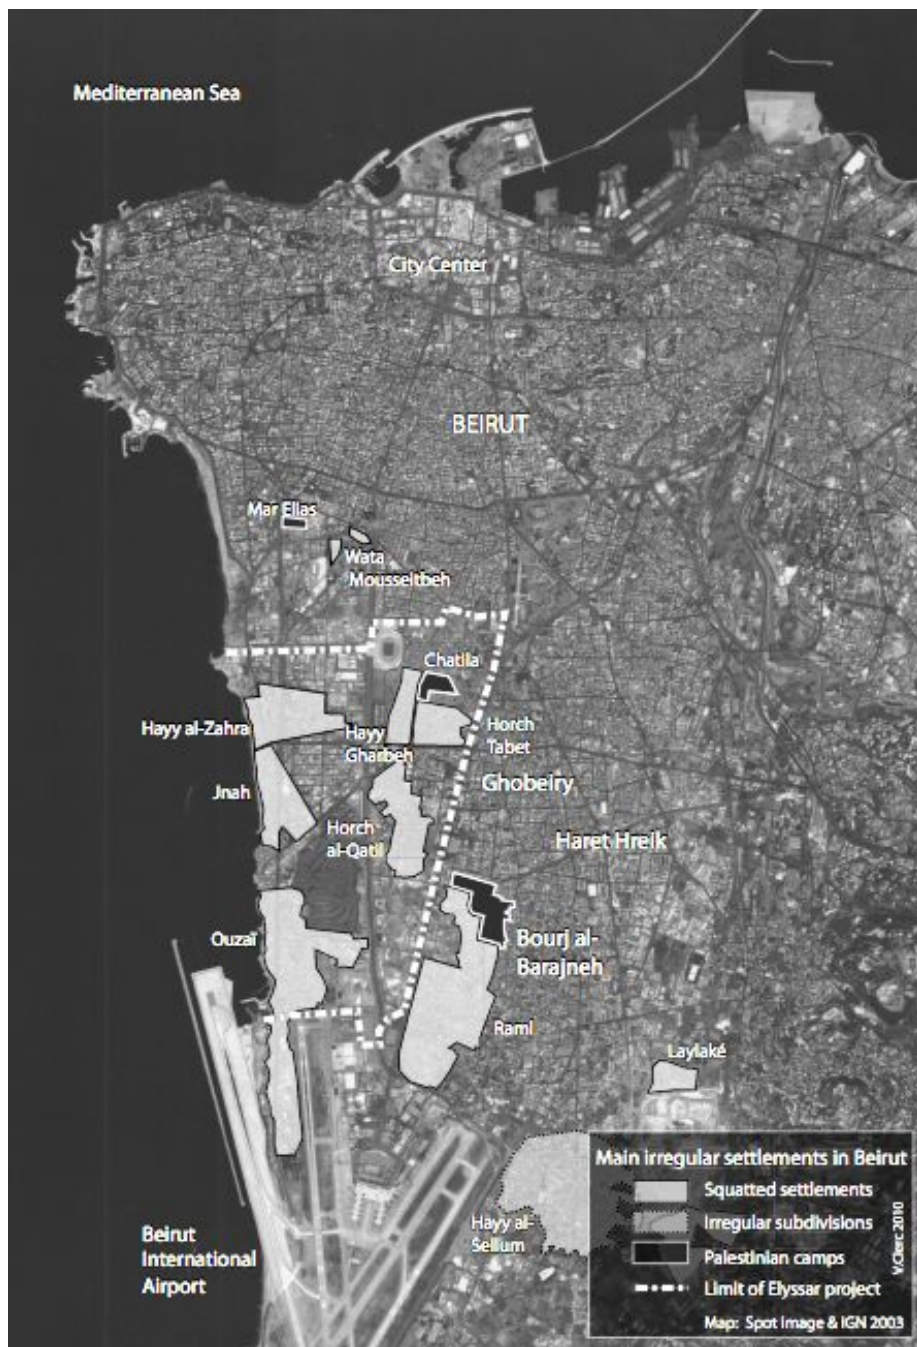 Mediterranean Sea
City Center
BEIRUT
Mar Elias
Wata
Mousseitbeh
Chatila
Hayy al-Zahra
Hayy
Gharbeh
Horch
Tabet
Ghobeiry
Jnah
Horch
al-Qatil
Haret Hreik
Ouzaï
Bourj al-
Barajneh
Raml
Laylaké
Hayy al-
Sellum
Beirut
International
Airport
Main irregular settlements in Beirut
Squatted settlements
Irregular subdivisions
Palestinian camps
Limit of Elyssar project
Map: Spot Image & IGN 2003
V.Clerc 2010